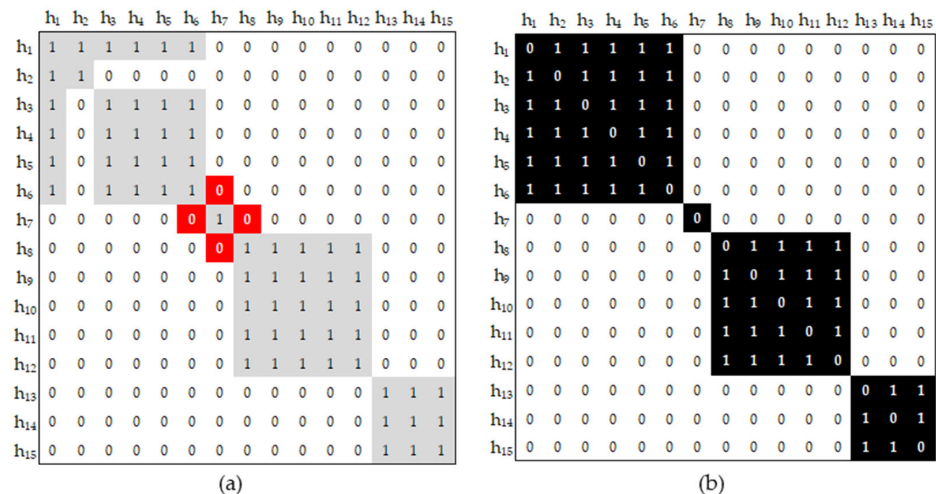 h1 h2 h3 h4 h5 h6 h7 h8 h9 h10 h11 h12 h13 h14 h15
h1 1 1 1 1 1 1 0 0 0 0 0 0 0 0 0
h2 1 1 0 0 0 0 0 0 0 0 0 0 0 0 0
h3 1 0 1 1 1 1 0 0 0 0 0 0 0 0 0
h4 1 0 1 1 1 1 0 0 0 0 0 0 0 0 0
h5 1 0 1 1 1 1 0 0 0 0 0 0 0 0 0
h6 1 0 1 1 1 1 0 0 0 0 0 0 0 0 0
h7 0 0 0 0 0 0 1 0 0 0 0 0 0 0 0
h8 0 0 0 0 0 0 0 1 1 1 1 1 0 0 0
h9 0 0 0 0 0 0 0 1 1 1 1 1 0 0 0
h10 0 0 0 0 0 0 0 1 1 1 1 1 0 0 0
h11 0 0 0 0 0 0 0 1 1 1 1 1 0 0 0
h12 0 0 0 0 0 0 0 1 1 1 1 1 0 0 0
h13 0 0 0 0 0 0 0 0 0 0 0 0 1 1 1
h14 0 0 0 0 0 0 0 0 0 0 0 0 1 1 1
h15 0 0 0 0 0 0 0 0 0 0 0 0 1 1 1
(a)
h1 h2 h3 h4 h5 h6 h7 h8 h9 h10 h11 h12 h13 h14 h15
h1 0 1 1 1 1 1 0 0 0 0 0 0 0 0 0
h2 1 0 1 1 1 1 0 0 0 0 0 0 0 0 0
h3 1 1 0 1 1 1 0 0 0 0 0 0 0 0 0
h4 1 1 1 0 1 1 0 0 0 0 0 0 0 0 0
h5 1 1 1 1 0 1 0 0 0 0 0 0 0 0 0
h6 1 1 1 1 1 0 0 0 0 0 0 0 0 0 0
h7 0 0 0 0 0 0 0 0 0 0 0 0 0 0 0
h8 0 0 0 0 0 0 0 0 1 1 1 1 0 0 0
h9 0 0 0 0 0 0 0 1 0 1 1 1 0 0 0
h10 0 0 0 0 0 0 0 1 1 0 1 1 0 0 0
h11 0 0 0 0 0 0 0 1 1 1 0 1 0 0 0
h12 0 0 0 0 0 0 0 1 1 1 1 0 0 0 0
h13 0 0 0 0 0 0 0 0 0 0 0 0 0 1 1
h14 0 0 0 0 0 0 0 0 0 0 0 0 1 0 1
h15 0 0 0 0 0 0 0 0 0 0 0 0 1 1 0
(b)